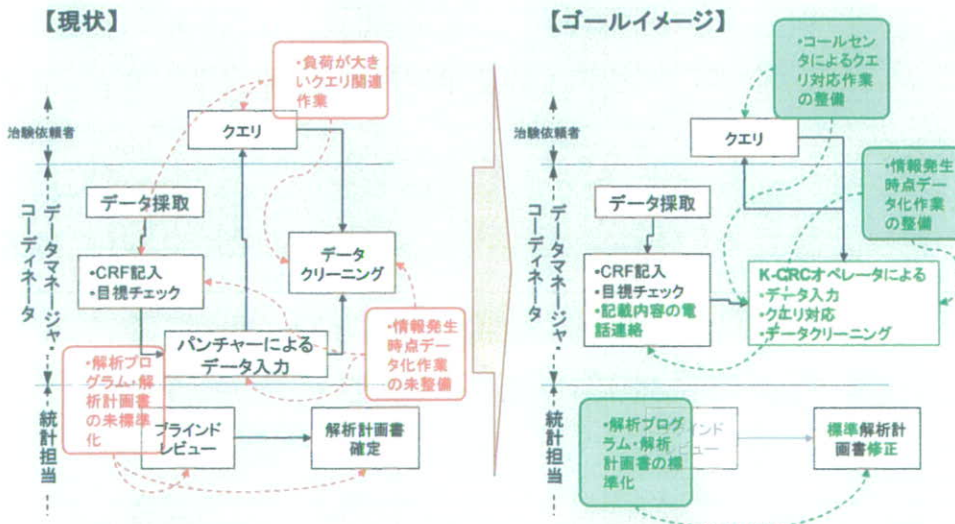 【現状】
・負荷が大き
いクエリ関連
作業
治験依頼者
クエリ
データマネージャ・
コーディネータ
データ採取
・CRF記入
・目視チェック
データ
クリーニング
パンチャーによる
データ入力
・情報発生
時点デー
タ化作業
の未整備
・解析プロ
グラム・解
析計画書
の未標準
化
統計担当
ブラインド
レビュー
解析計画書
確定
【ゴールイメージ】
・コールセン
タによるクエ
リ対応作業
の整備
治験依頼者
クエリ
・情報発生
時点デー
タ化作業
の整備
データマネージャ・
コーディネータ
データ採取
・CRF記入
・目視チェック
・記載内容の電
話連絡
K-CRCオペレータによる
・データ入力
・クエリ対応
・データクリーニング
統計担当
・解析プログ
ラム・解析
計画書の標
準化
インド
ビュー
標準解析計
画書修正